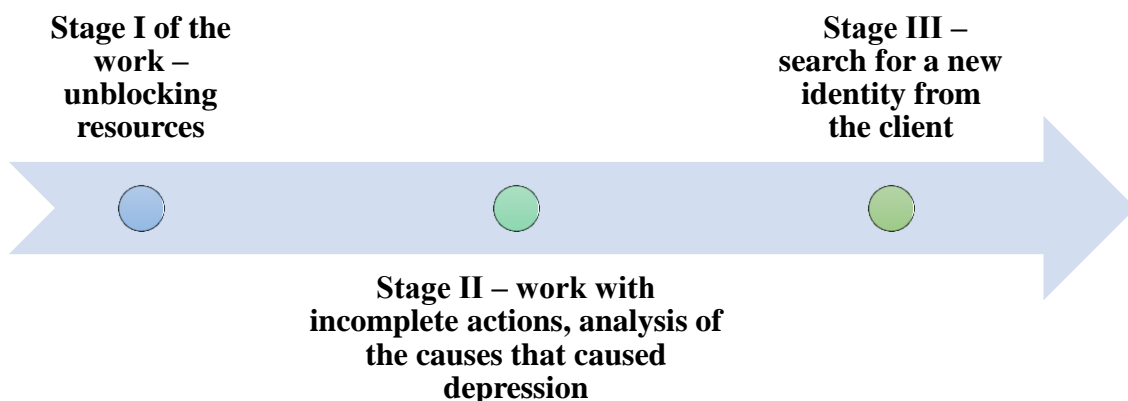 Stage I of the
work –
unblocking
resources
Stage II – work with
incomplete actions, analysis of
the causes that caused
depression
Stage III –
search for a new
identity from
the client